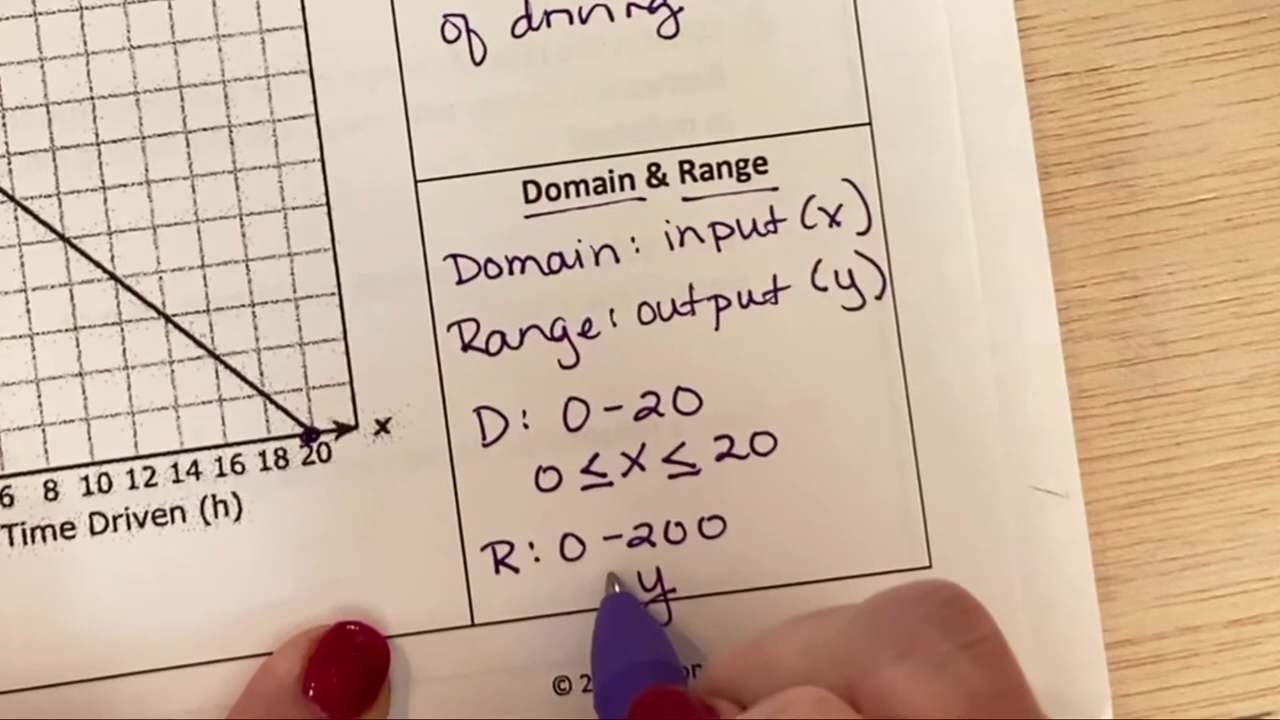 of driving
Domain & Range
Domain: input (x)
Range: output (y)
D: 0-20
0 ≤ x ≤ 20
R: 0-200
y
x
6 8 10 12 14 16 18 20
Time Driven (h)
© 2